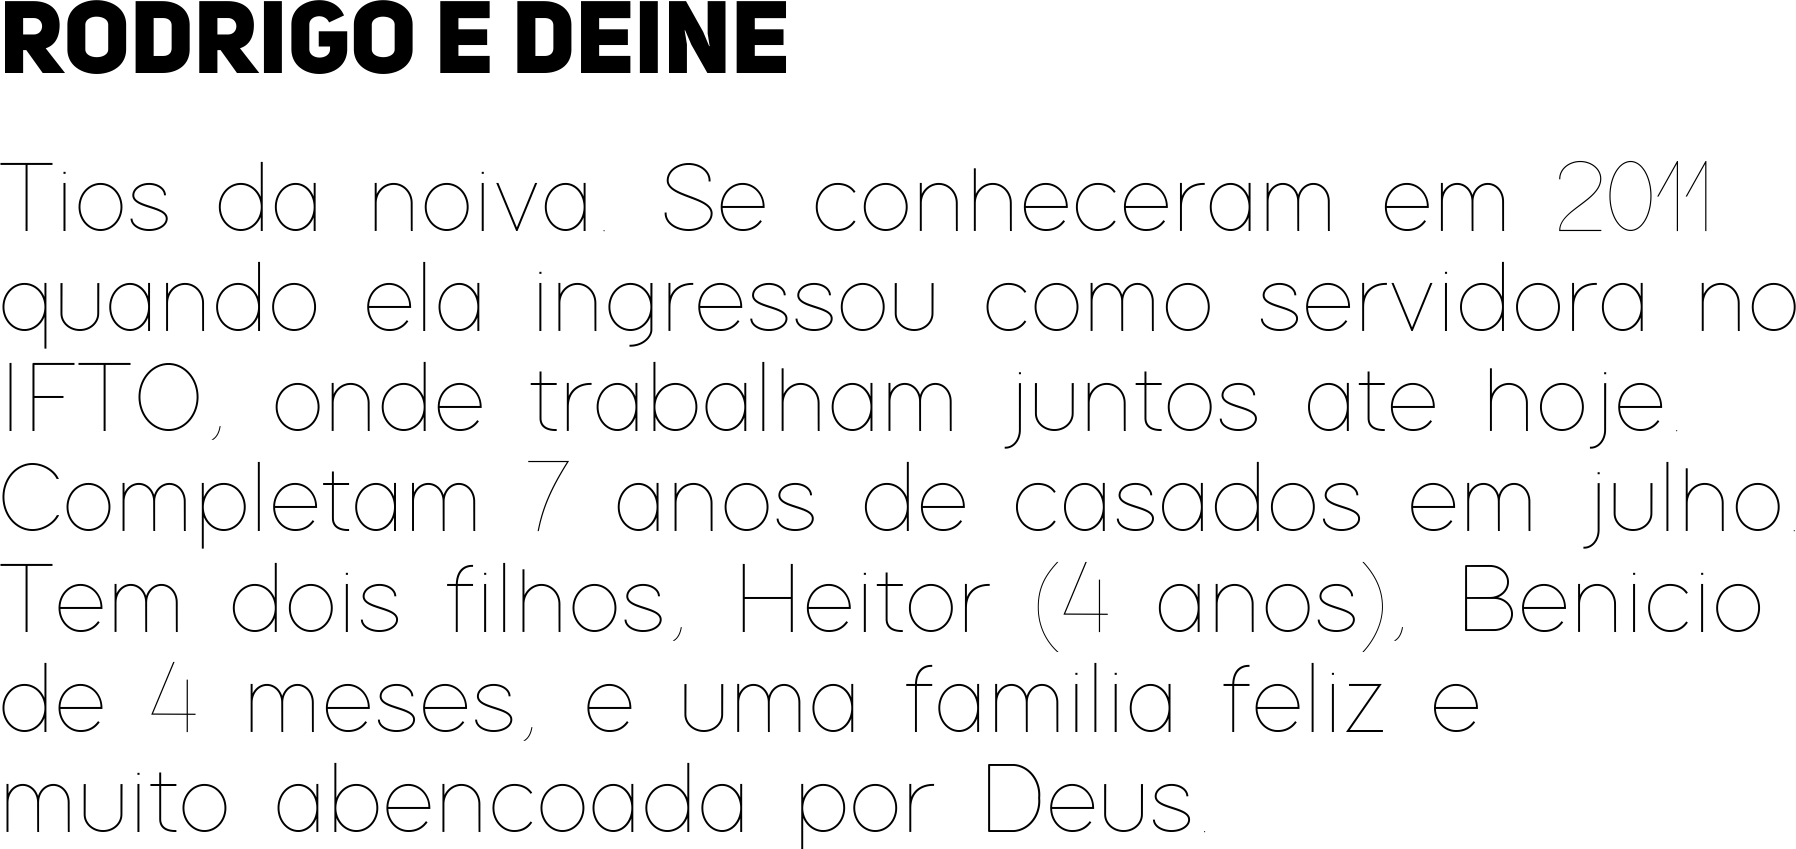 RODRIGO E DEINE
Tios da noiva. Se conheceram em 2011
quando ela ingressou como servidora no
IFTO, onde trabalham juntos ate hoje.
Completam 7 anos de casados em julho.
Tem dois filhos, Heitor (4 anos), Benicio
de 4 meses, e uma familia feliz e
muito abencoada por Deus.